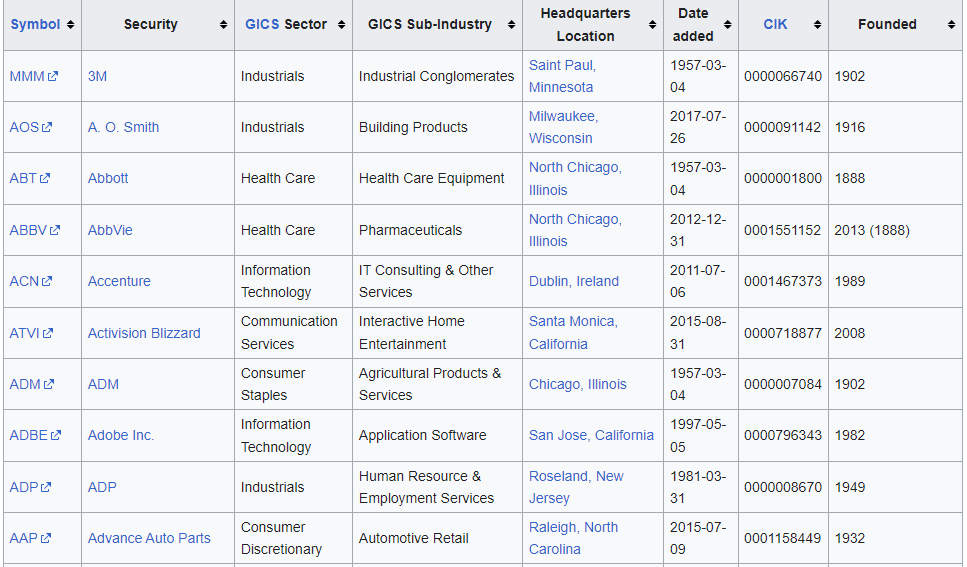 Symbol Security GICS Sector GICS Sub-Industry Headquarters Location Date added CIK Founded
MMM 3M Industrials Industrial Conglomerates Saint Paul, Minnesota 1957-03-04 0000066740 1902
AOS A. O. Smith Industrials Building Products Milwaukee, Wisconsin 2017-07-26 0000091142 1916
ABT Abbott Health Care Health Care Equipment North Chicago, Illinois 1957-03-04 0000001800 1888
ABBV AbbVie Health Care Pharmaceuticals North Chicago, Illinois 2012-12-31 0001551152 2013 (1888)
ACN Accenture Information Technology IT Consulting & Other Services Dublin, Ireland 2011-07-06 0001467373 1989
ATVI Activision Blizzard Communication Services Interactive Home Entertainment Santa Monica, California 2015-08-31 0000718877 2008
ADM ADM Consumer Staples Agricultural Products & Services Chicago, Illinois 1957-03-04 0000007084 1902
ADBE Adobe Inc. Information Technology Application Software San Jose, California 1997-05-05 0000796343 1982
ADP ADP Industrials Human Resource & Employment Services Roseland, New Jersey 1981-03-31 0000008670 1949
AAP Advance Auto Parts Consumer Discretionary Automotive Retail Raleigh, North Carolina 2015-07-09 0001158449 1932